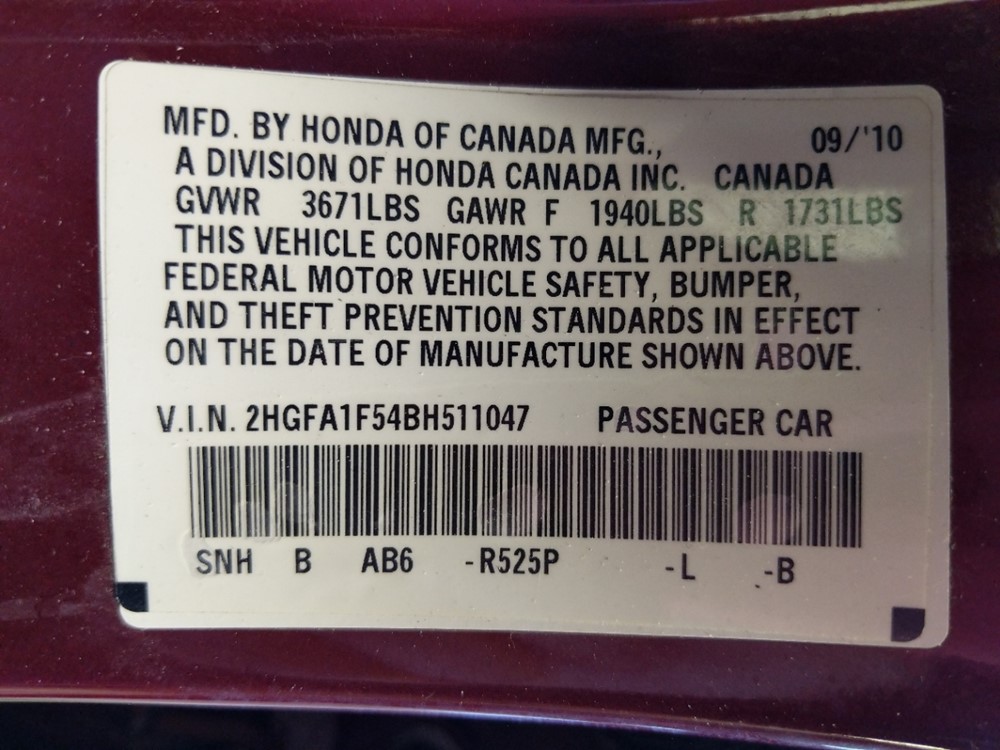 MFD. BY HONDA OF CANADA MFG., 09/'10
A DIVISION OF HONDA CANADA INC. CANADA
GVWR 3671LBS GAWR F 1940LBS R 1731LBS
THIS VEHICLE CONFORMS TO ALL APPLICABLE
FEDERAL MOTOR VEHICLE SAFETY, BUMPER,
AND THEFT PREVENTION STANDARDS IN EFFECT
ON THE DATE OF MANUFACTURE SHOWN ABOVE.
V.I.N. 2HGFA1F54BH511047 PASSENGER CAR
SNH B AB6 -R525P -L -B